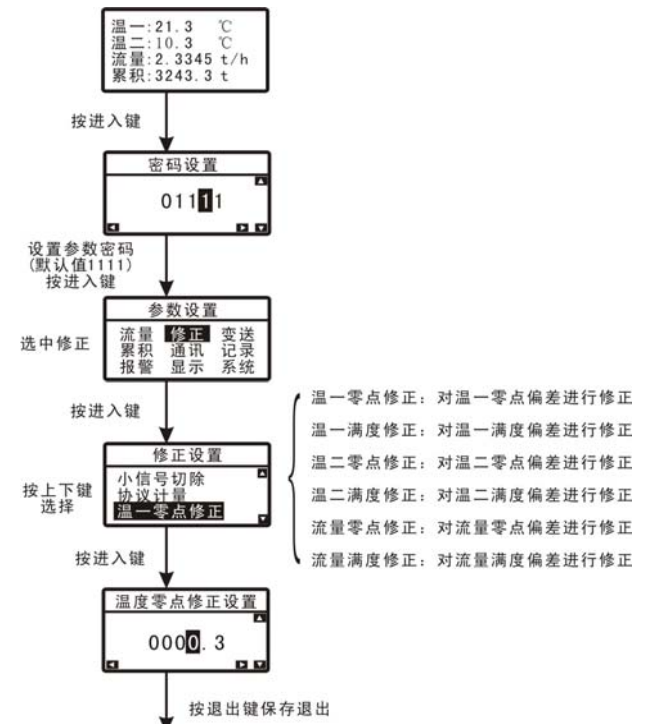 温一:21.3 ℃
温二:10.3 ℃
流量:2.3345 t/h
累积:3243.3 t
按进入键
密码设置
01111
设置参数密码
(默认值1111)
按进入键
参数设置
流量 修正 变送
累积 通讯 记录
报警 显示 系统
选中修正
按进入键
修正设置
小信号切除
协议计量
温一零点修正
按上下键
选择
温一零点修正：对温一零点偏差进行修正
温一满度修正：对温一满度偏差进行修正
温二零点修正：对温二零点偏差进行修正
温二满度修正：对温二满度偏差进行修正
流量零点修正：对流量零点偏差进行修正
流量满度修正：对流量满度偏差进行修正
按进入键
温度零点修正设置
0000.3
按退出键保存退出